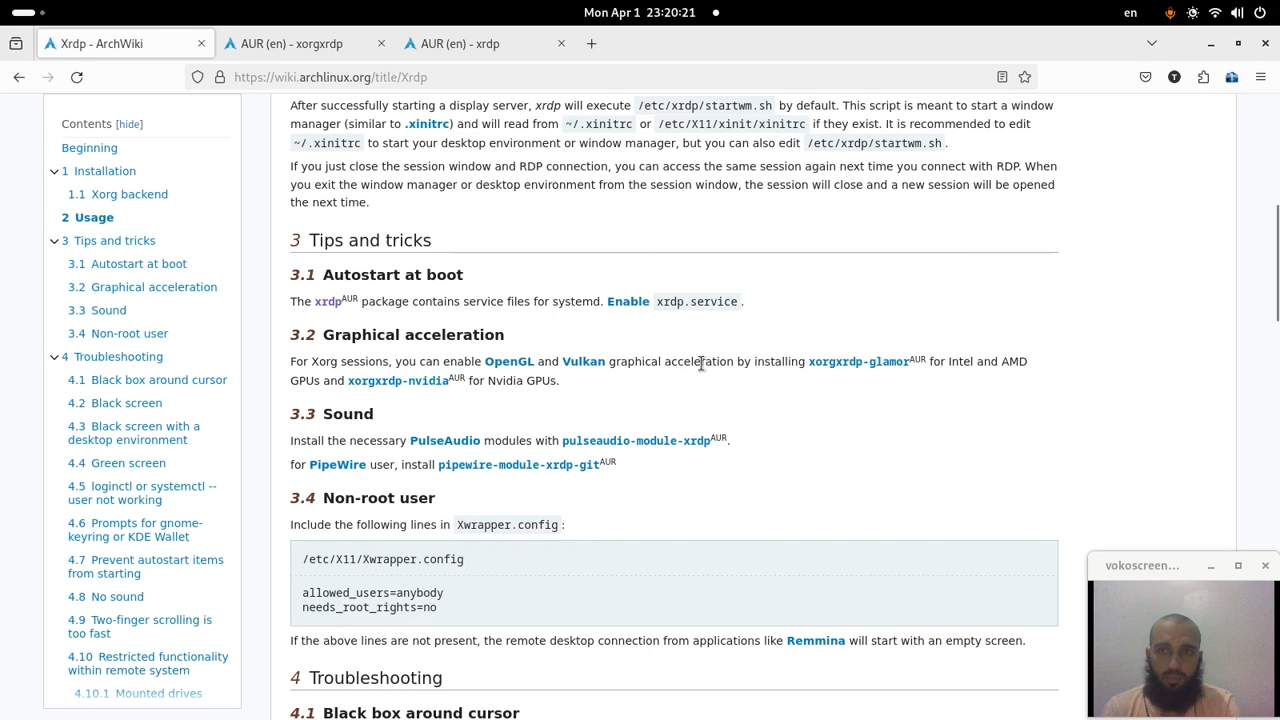 Mon Apr 1 23:20:21
en
Xrdp - ArchWiki
AUR (en) - xorgxrdp
AUR (en) - xrdp
https://wiki.archlinux.org/title/Xrdp
Contents [hide]
Beginning
1 Installation
1.1 Xorg backend
2 Usage
3 Tips and tricks
3.1 Autostart at boot
3.2 Graphical acceleration
3.3 Sound
3.4 Non-root user
4 Troubleshooting
4.1 Black box around cursor
4.2 Black screen
4.3 Black screen with a
desktop environment
4.4 Green screen
4.5 loginctl or systemctl --
user not working
4.6 Prompts for gnome-
keyring or KDE Wallet
4.7 Prevent autostart items
from starting
4.8 No sound
4.9 Two-finger scrolling is
too fast
4.10 Restricted functionality
within remote system
4.10.1 Mounted drives
After successfully starting a display server, xrdp will execute /etc/xrdp/startwm.sh by default. This script is meant to start a window
manager (similar to .xinitrc) and will read from ~/.xinitrc or /etc/X11/xinit/xinitrc if they exist. It is recommended to edit
~/.xinitrc to start your desktop environment or window manager, but you can also edit /etc/xrdp/startwm.sh.
If you just close the session window and RDP connection, you can access the same session again next time you connect with RDP. When
you exit the window manager or desktop environment from the session window, the session will close and a new session will be opened
the next time.
3 Tips and tricks
3.1 Autostart at boot
The xrdpAUR package contains service files for systemd. Enable xrdp.service.
3.2 Graphical acceleration
For Xorg sessions, you can enable OpenGL and Vulkan graphical acceleration by installing xorgxrdp-glamorAUR for Intel and AMD
GPUs and xorgxrdp-nvidiaAUR for Nvidia GPUs.
3.3 Sound
Install the necessary PulseAudio modules with pulseaudio-module-xrdpAUR.
for PipeWire user, install pipewire-module-xrdp-gitAUR
3.4 Non-root user
Include the following lines in Xwrapper.config:
/etc/X11/Xwrapper.config
allowed_users=anybody
needs_root_rights=no
If the above lines are not present, the remote desktop connection from applications like Remmina will start with an empty screen.
4 Troubleshooting
4.1 Black box around cursor
vokoscreen...